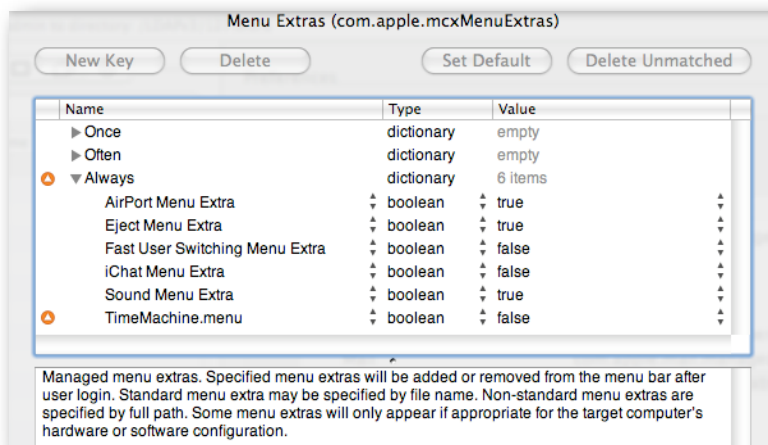 Menu Extras (com.apple.mcxMenuExtras)
New Key Delete Set Default Delete Unmatched
Name Type Value
Once dictionary empty
Often dictionary empty
Always dictionary 6 items
AirPort Menu Extra boolean true
Eject Menu Extra boolean true
Fast User Switching Menu Extra boolean false
iChat Menu Extra boolean false
Sound Menu Extra boolean true
TimeMachine.menu boolean false
Managed menu extras. Specified menu extras will be added or removed from the menu bar after
user login. Standard menu extra may be specified by file name. Non-standard menu extras are
specified by full path. Some menu extras will only appear if appropriate for the target computer's
hardware or software configuration.